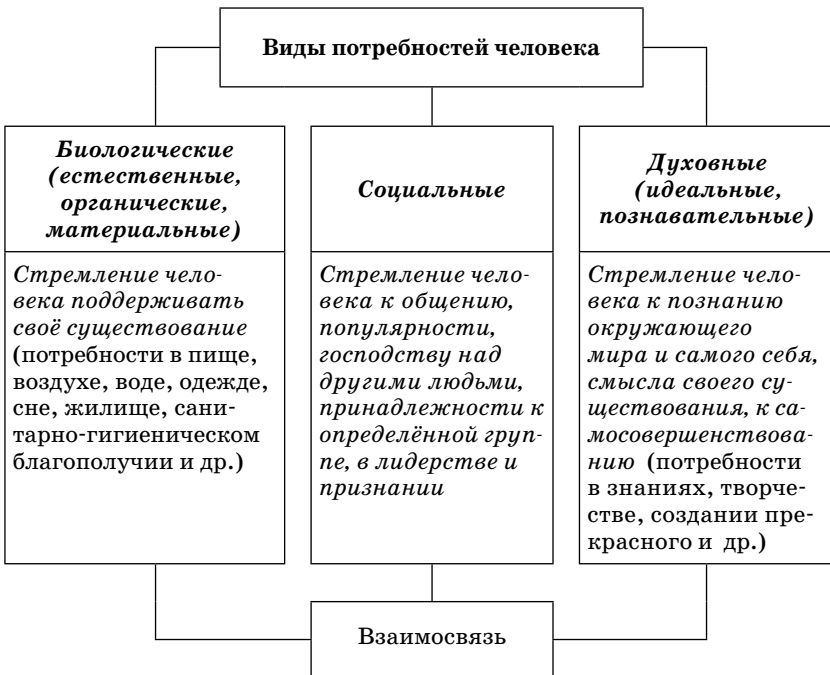 Виды потребностей человека
Биологические
(естественные,
органические,
материальные)
Стремление чело-
века поддерживать
своё существование
(потребности в пище,
воздухе, воде, одежде,
сне, жилище, сани-
тарно-гигиеническом
благополучии и др.)
Социальные
Стремление чело-
века к общению,
популярности,
господству над
другими людьми,
принадлежности к
определённой груп-
пе, в лидерстве и
признании
Духовные
(идеальные,
познавательные)
Стремление чело-
века к познанию
окружающего
мира и самого себя,
смысла своего су-
ществования, к са-
мосовершенствова-
нию (потребности
в знаниях, творче-
стве, создании пре-
красного и др.)
Взаимосвязь